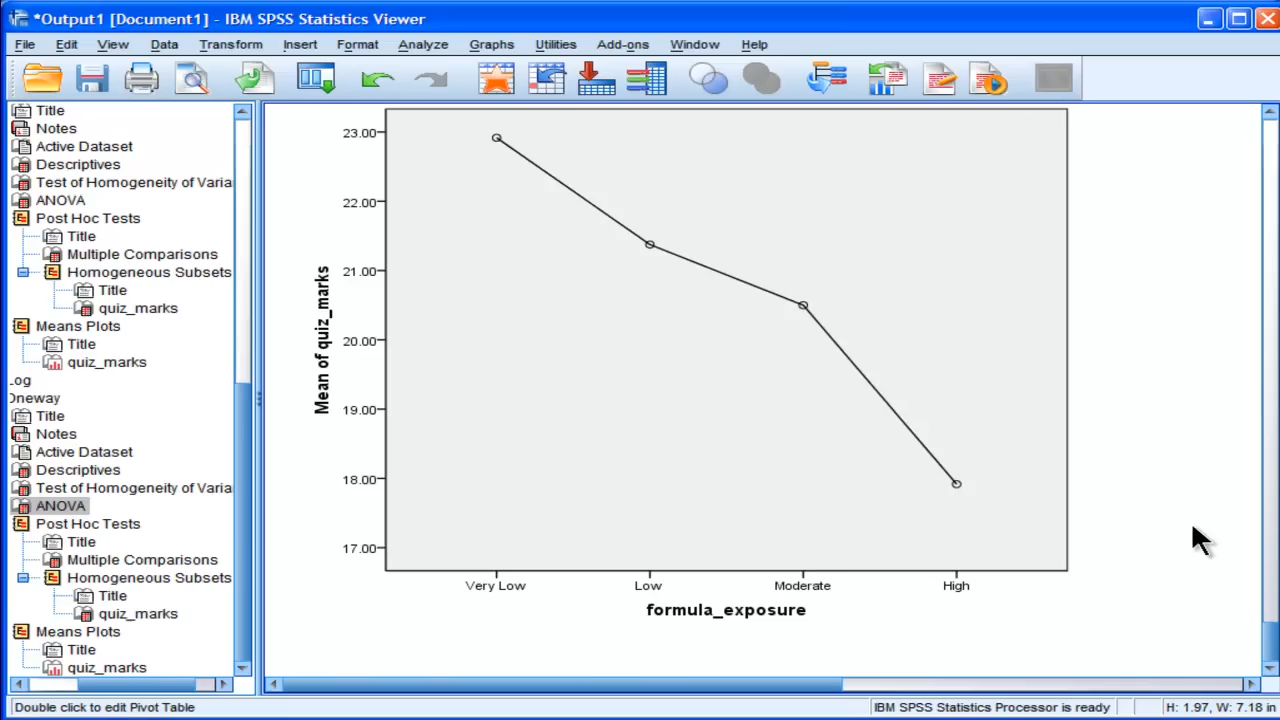 *Output1 [Document1] - IBM SPSS Statistics Viewer
File Edit View Data Transform Insert Format Analyze Graphs Utilities Add-ons Window Help
Title
Notes
Active Dataset
Descriptives
Test of Homogeneity of Varia
ANOVA
Post Hoc Tests
Title
Multiple Comparisons
Homogeneous Subsets
Title
quiz_marks
Means Plots
Title
quiz_marks
Log
Oneway
Title
Notes
Active Dataset
Descriptives
Test of Homogeneity of Varia
ANOVA
Post Hoc Tests
Title
Multiple Comparisons
Homogeneous Subsets
Title
quiz_marks
Means Plots
Title
quiz_marks
Mean of quiz_marks
23.00
22.00
21.00
20.00
19.00
18.00
17.00
Very Low Low Moderate High
formula_exposure
Double click to edit Pivot Table
IBM SPSS Statistics Processor is ready
H: 1.97, W: 7.18 in